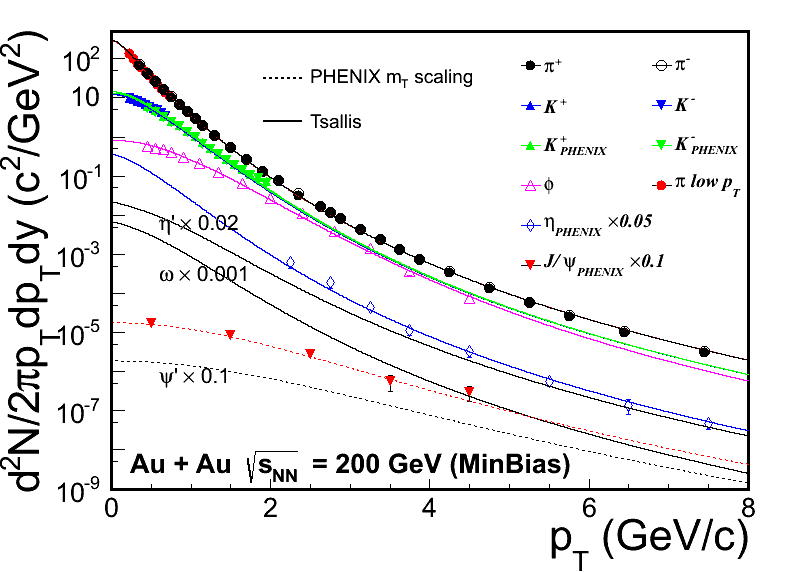 d²N/2πp_Tdp_Tdy (c²/GeV²)
10²
10
10⁻¹
10⁻³
10⁻⁵
10⁻⁷
10⁻⁹
PHENIX m_T scaling
Tsallis
π⁺
π⁻
K⁺
K⁻
K⁺_PHENIX
K⁻_PHENIX
ϕ
π low p_T
η_PHENIX ×0.05
J/ψ_PHENIX ×0.1
η' × 0.02
ω × 0.001
ψ' × 0.1
Au + Au √s_NN = 200 GeV (MinBias)
0 2 4 6 8
p_T (GeV/c)